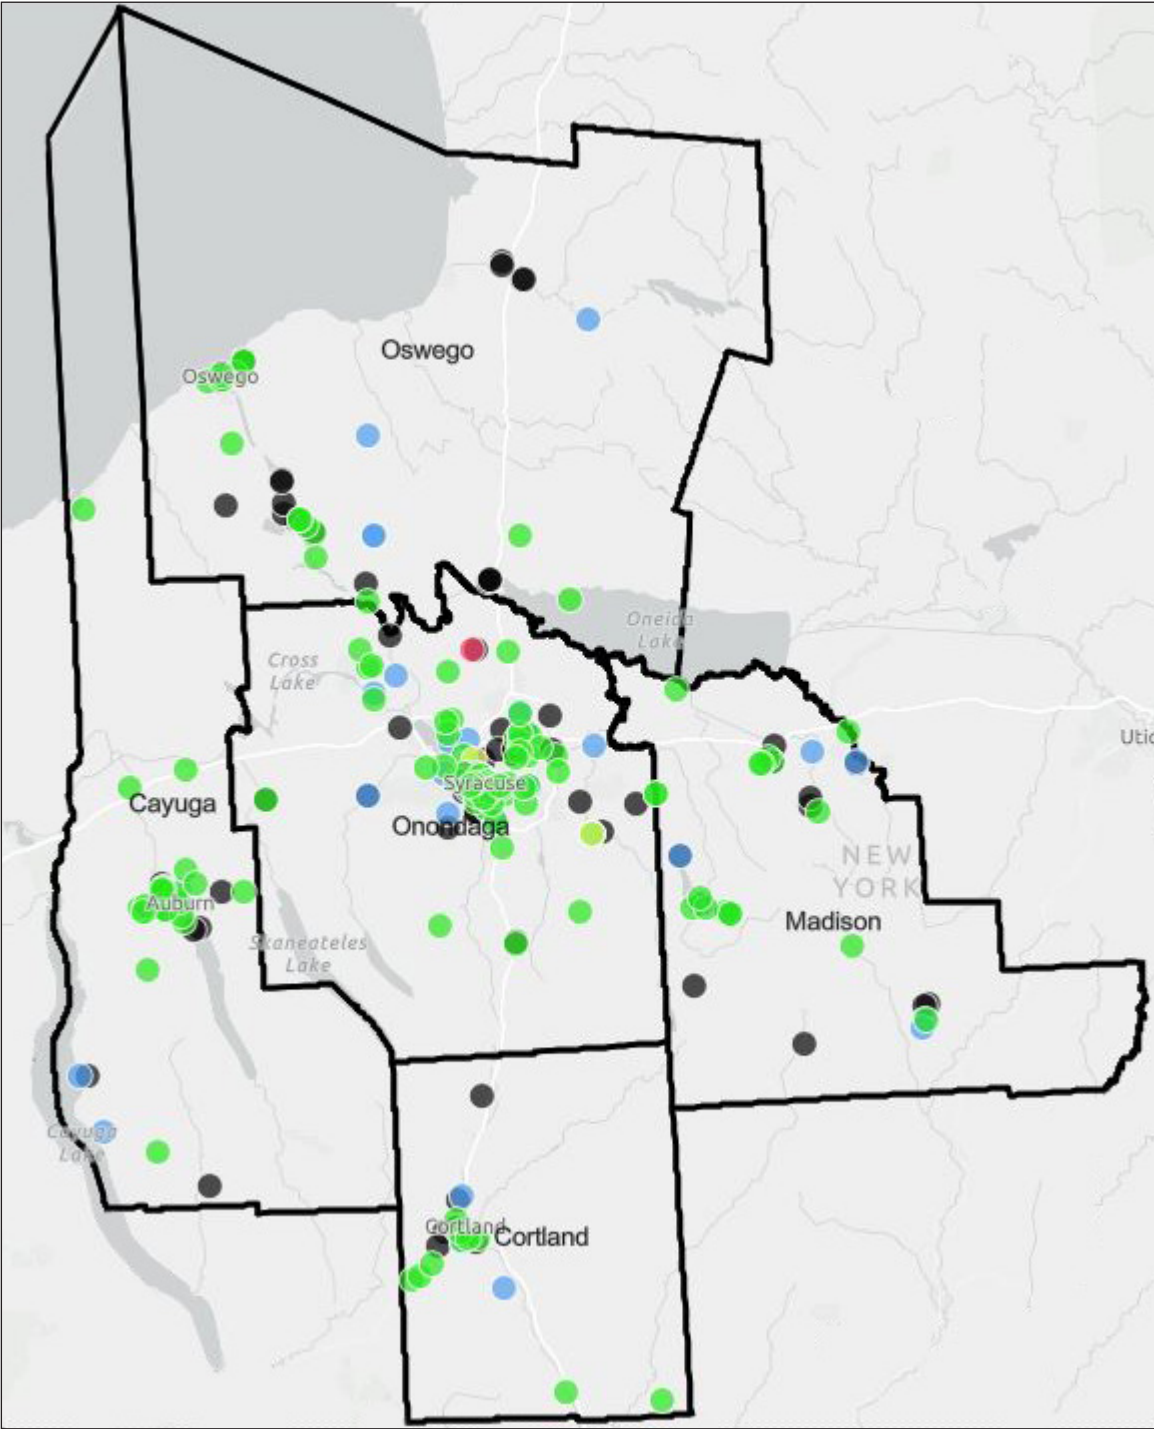 Oswego
Oswego
Oneida
Lake
Cross
Lake
Utic
Syracuse
Cayuga
Onondaga
NEW
YORK
Auburn
Madison
Skaneateles
Lake
Cayuga
Lake
Cortland
Cortland